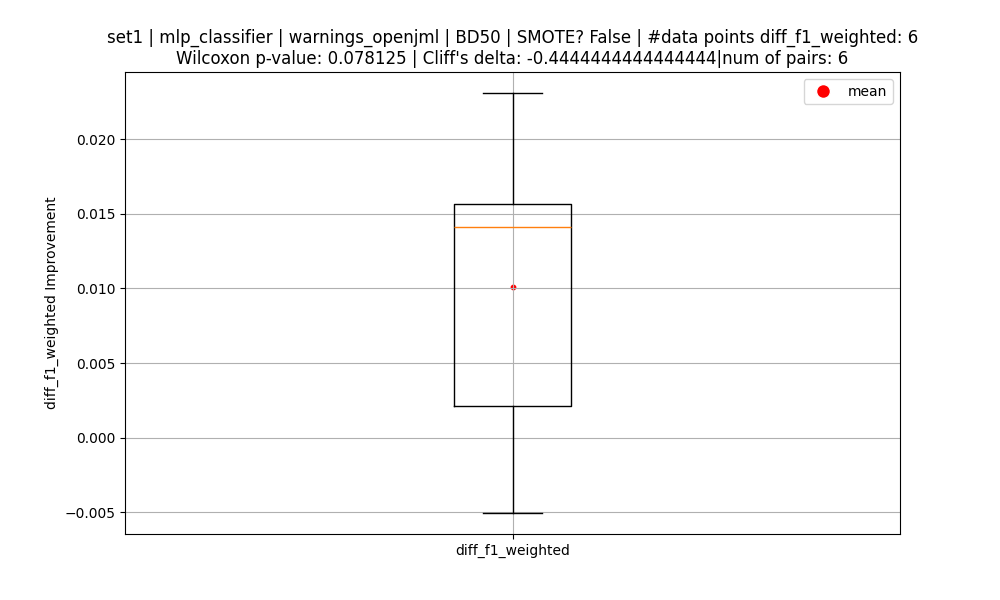 set1 | mlp_classifier | warnings_openjml | BD50 | SMOTE? False | #data points diff_f1_weighted: 6
Wilcoxon p-value: 0.078125 | Cliff's delta: -0.4444444444444444|num of pairs: 6
mean
0.020
0.015
0.010
0.005
0.000
−0.005
diff_f1_weighted Improvement
diff_f1_weighted